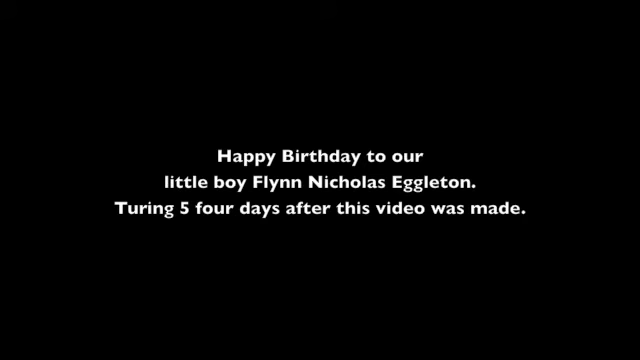 Happy Birthday to our
little boy Flynn Nicholas Eggleton.
Turing 5 four days after this video was made.